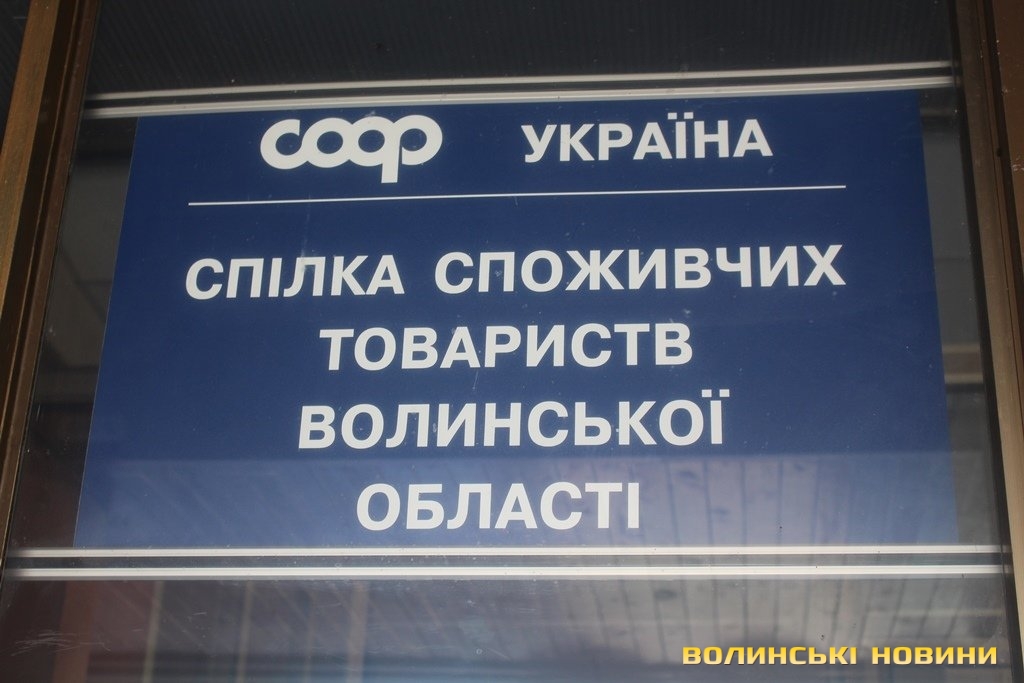 coop УКРАЇНА
СПІЛКА СПОЖИВЧИХ
ТОВАРИСТВ
ВОЛИНСЬКОЇ
ОБЛАСТІ
ВОЛИНСЬКІ НОВИНИ